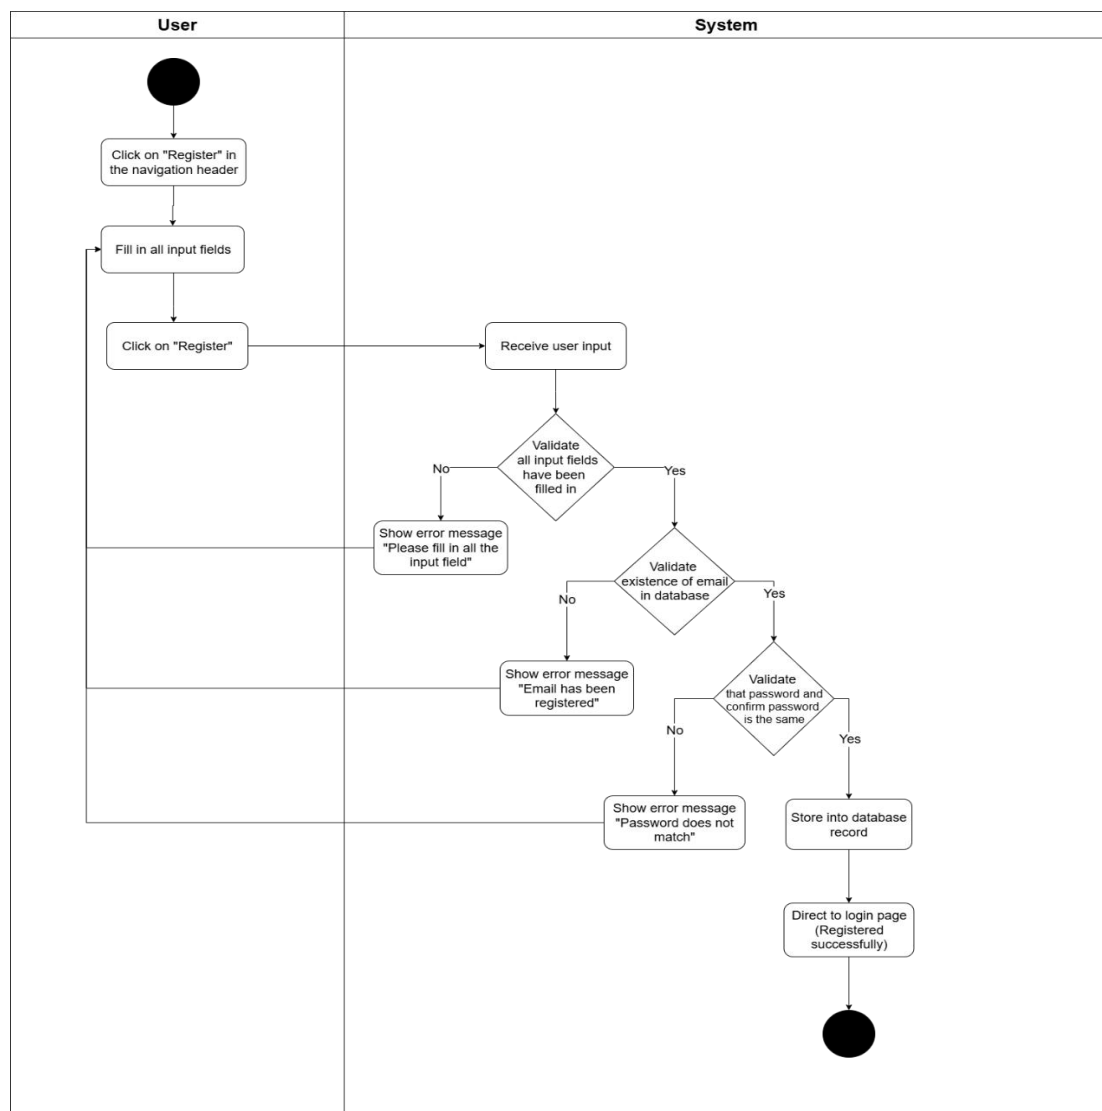 User
System
Click on "Register" in
the navigation header
Fill in all input fields
Click on "Register"
Receive user input
Validate
all input fields
have been
filled in
No
Yes
Show error message
"Please fill in all the
input field"
Validate
existence of email
in database
No
Yes
Show error message
"Email has been
registered"
Validate
that password and
confirm password
is the same
No
Yes
Show error message
"Password does not
match"
Store into database
record
Direct to login page
(Registered
successfully)